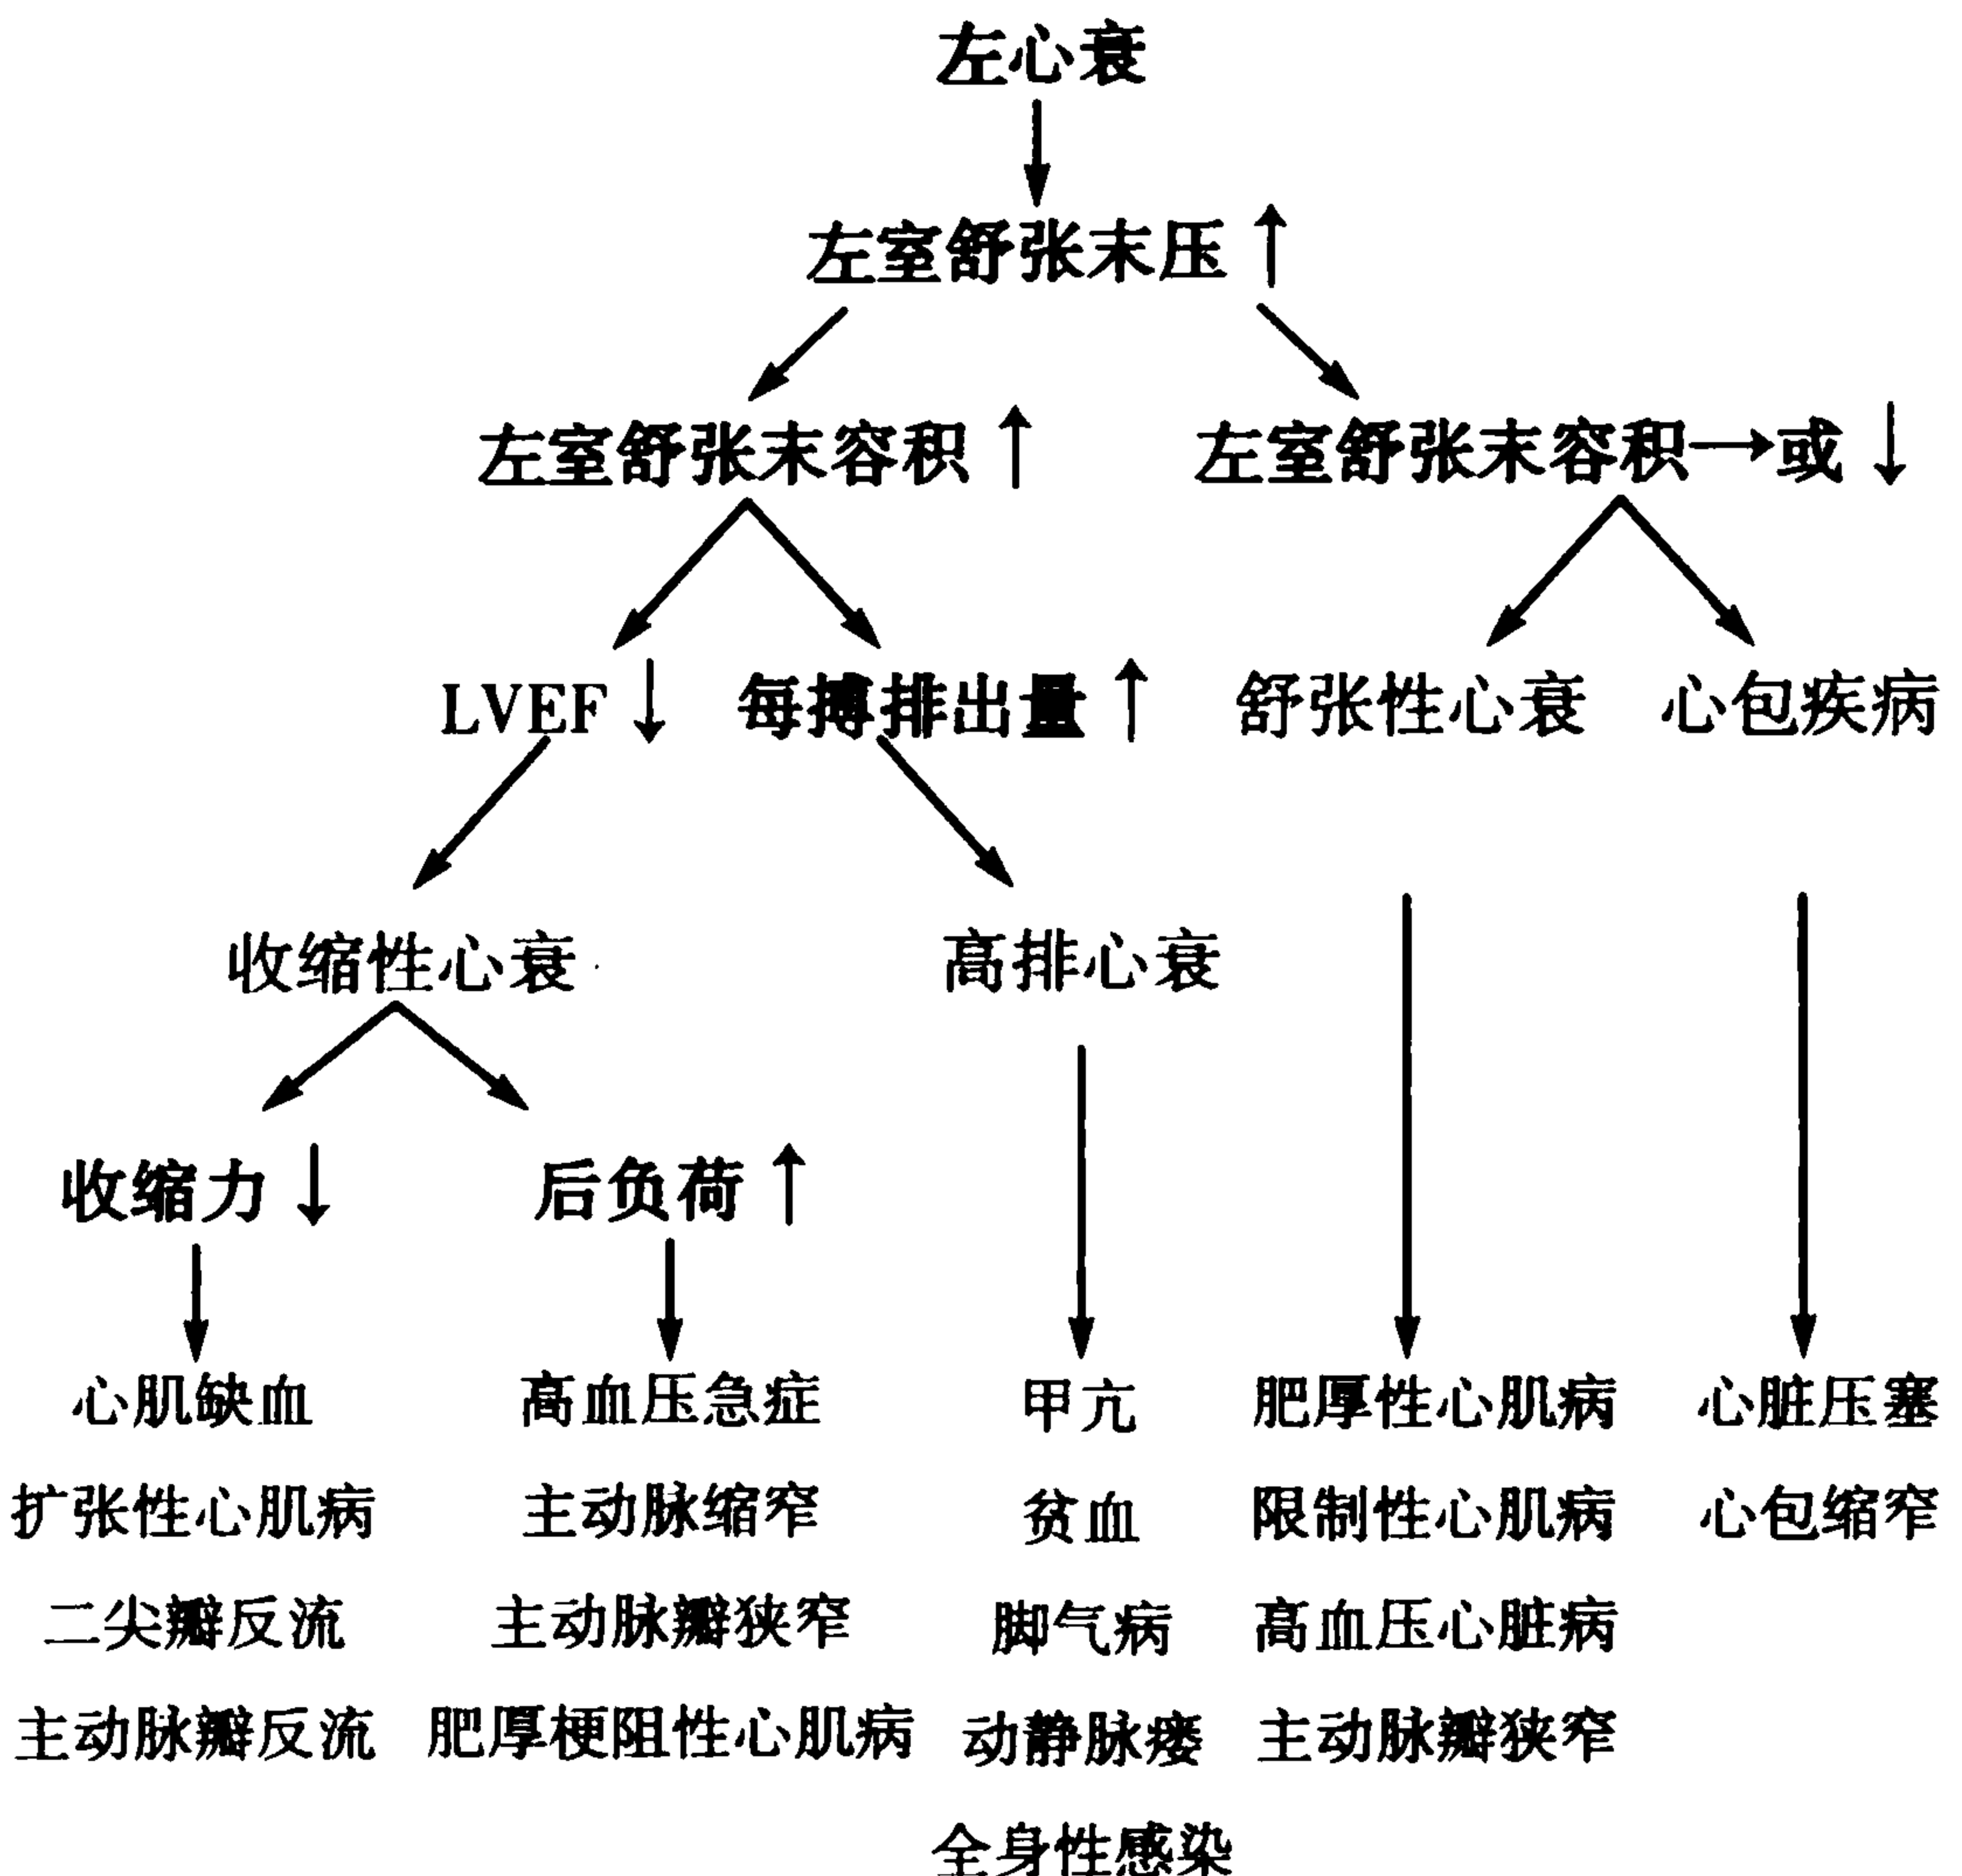 左心衰
左室舒张末压↑
左室舒张末容积↑ 左室舒张末容积→或↓
LVEF↓ 每搏排出量↑ 舒张性心衰 心包疾病
收缩性心衰 高排心衰
收缩力↓ 后负荷↑
心肌缺血 高血压急症 甲亢 肥厚性心肌病 心脏压塞
扩张性心肌病 主动脉缩窄 贫血 限制性心肌病 心包缩窄
二尖瓣反流 主动脉瓣狭窄 脚气病 高血压心脏病
主动脉瓣反流 肥厚梗阻性心肌病 动静脉瘘 主动脉瓣狭窄
全身性感染